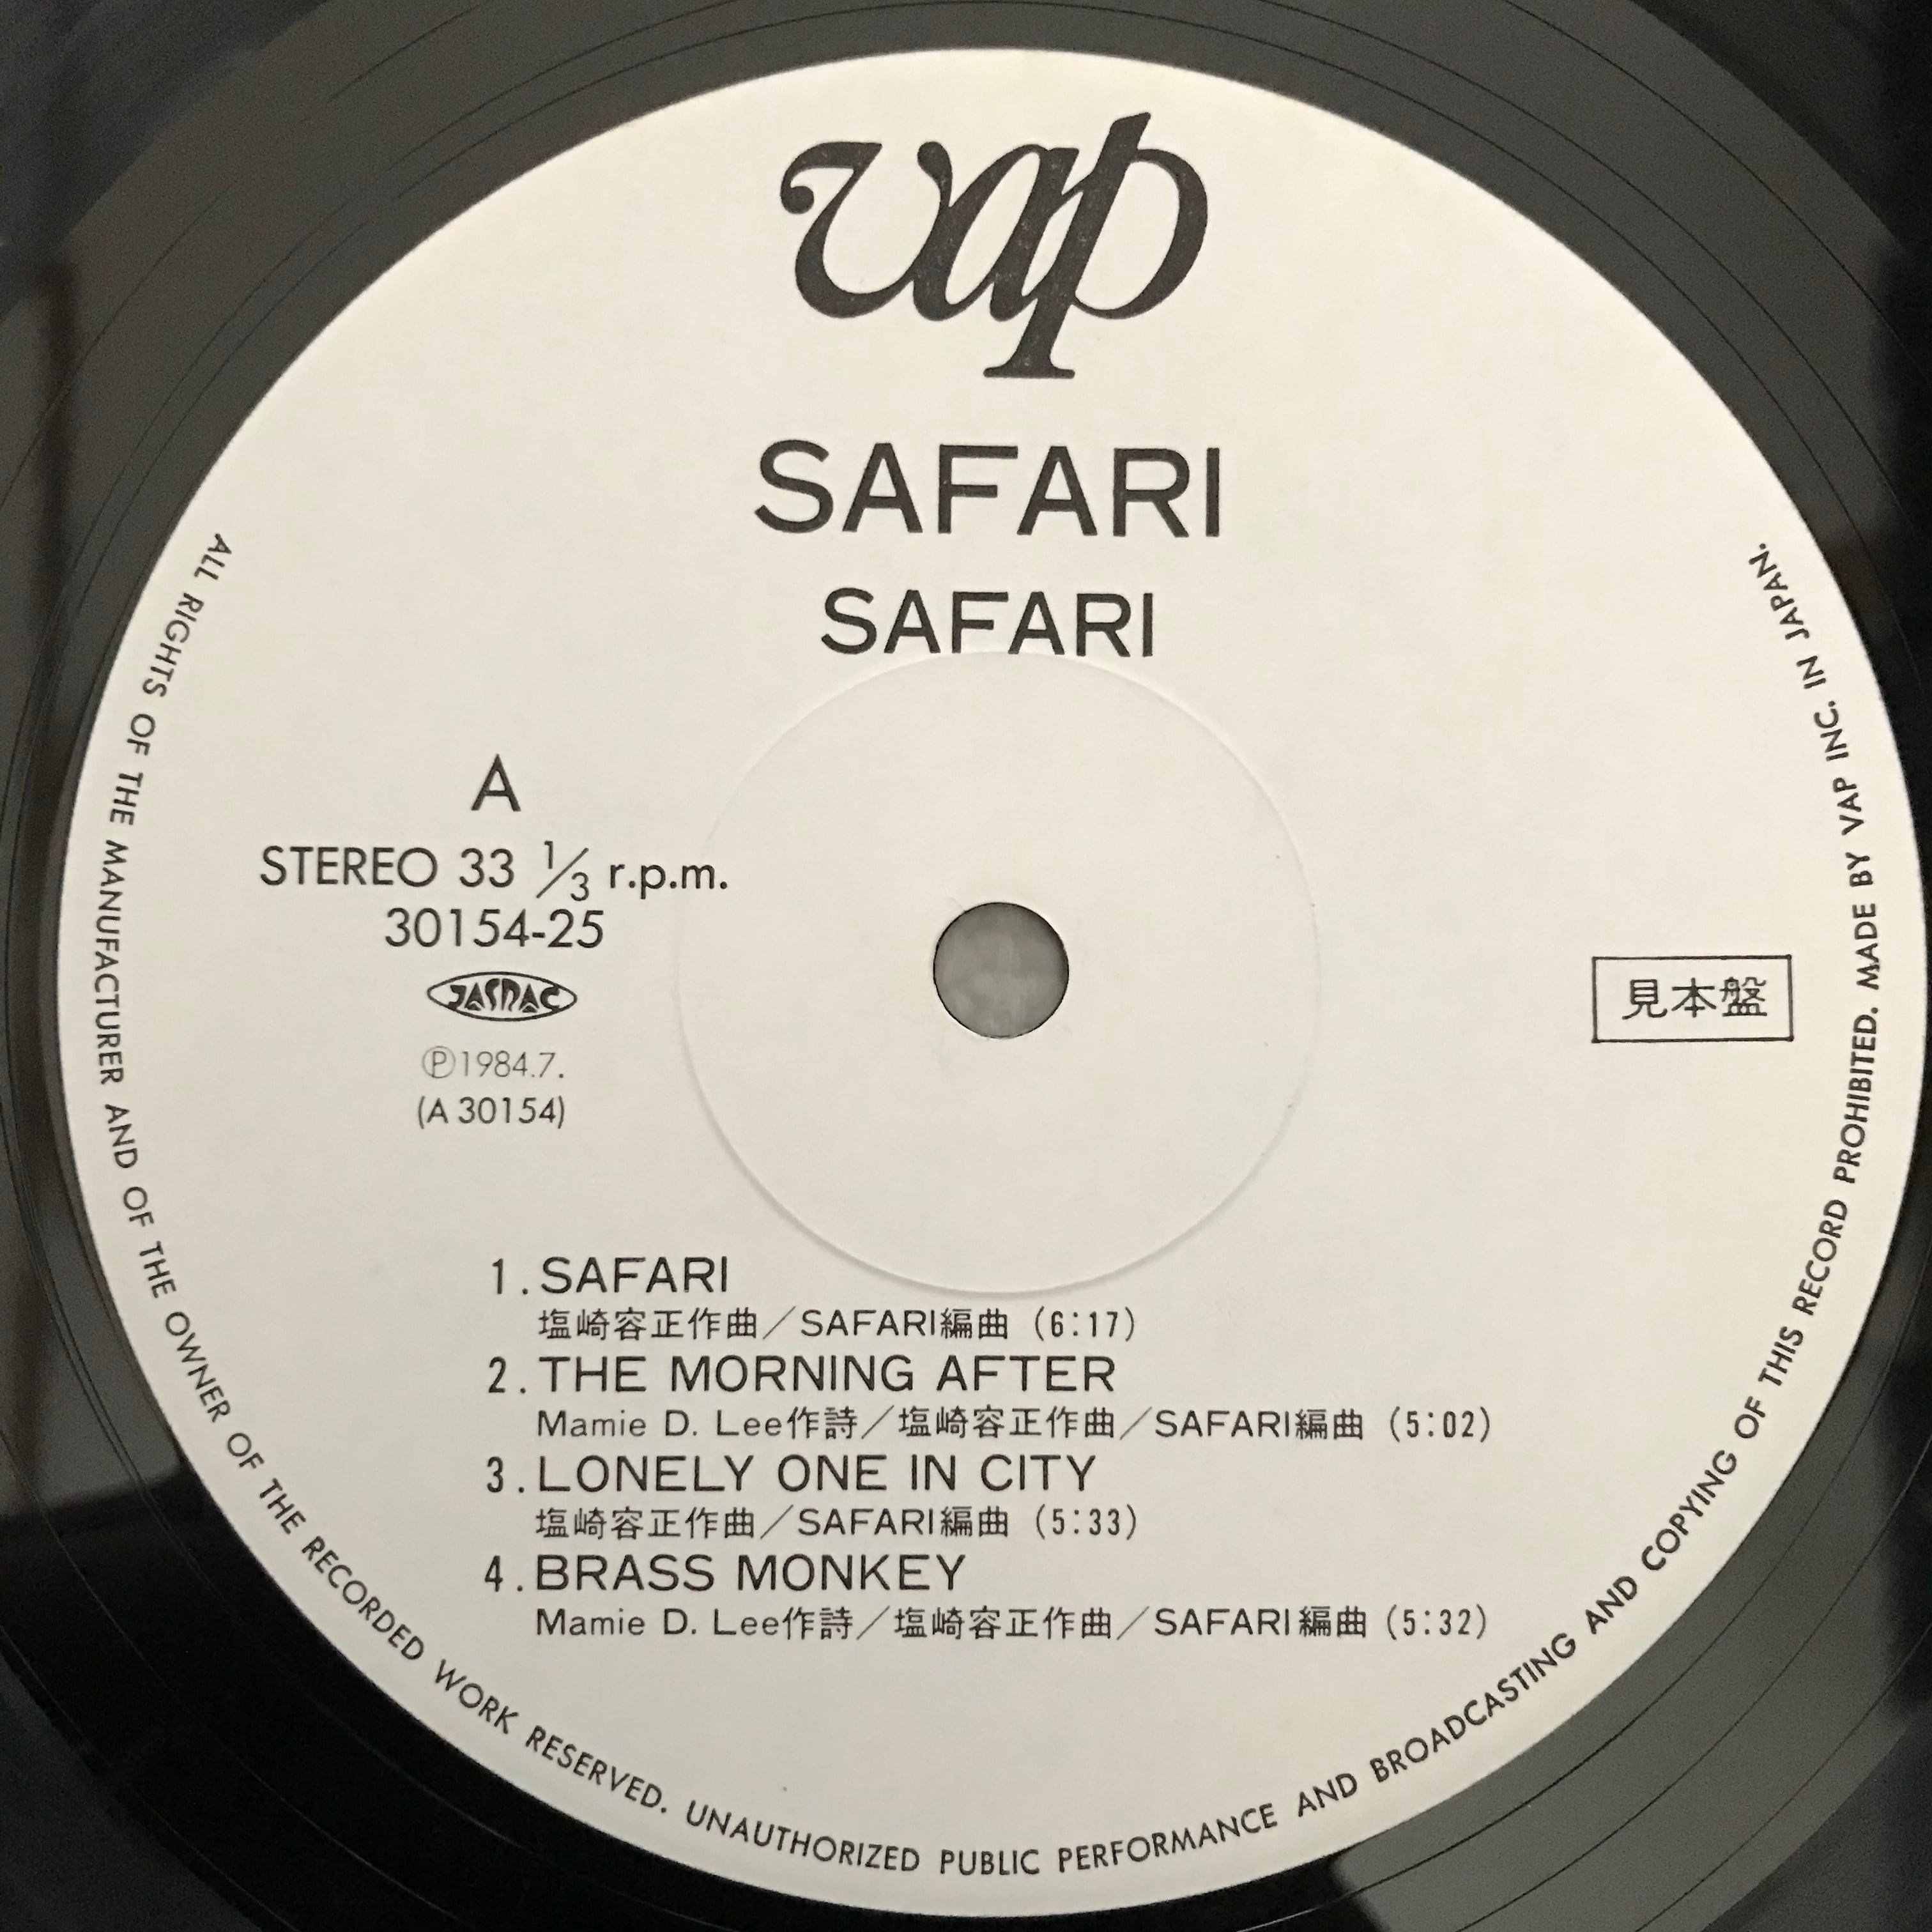 vap
SAFARI
SAFARI
A
STEREO 33 1/3 r.p.m.
30154-25
JASRAC
Ⓟ1984.7.
(A 30154)
見本盤
1. SAFARI
塩崎容正作曲／SAFARI編曲 (6:17)
2. THE MORNING AFTER
Mamie D. Lee作詩／塩崎容正作曲／SAFARI編曲 (5:02)
3. LONELY ONE IN CITY
塩崎容正作曲／SAFARI編曲 (5:33)
4. BRASS MONKEY
Mamie D. Lee作詩／塩崎容正作曲／SAFARI編曲 (5:32)
ALL RIGHTS OF THE MANUFACTURER AND OF THE OWNER OF THE RECORDED WORK RESERVED. UNAUTHORIZED PUBLIC PERFORMANCE AND BROADCASTING AND COPYING OF THIS RECORD PROHIBITED. MADE BY VAP INC. IN JAPAN.